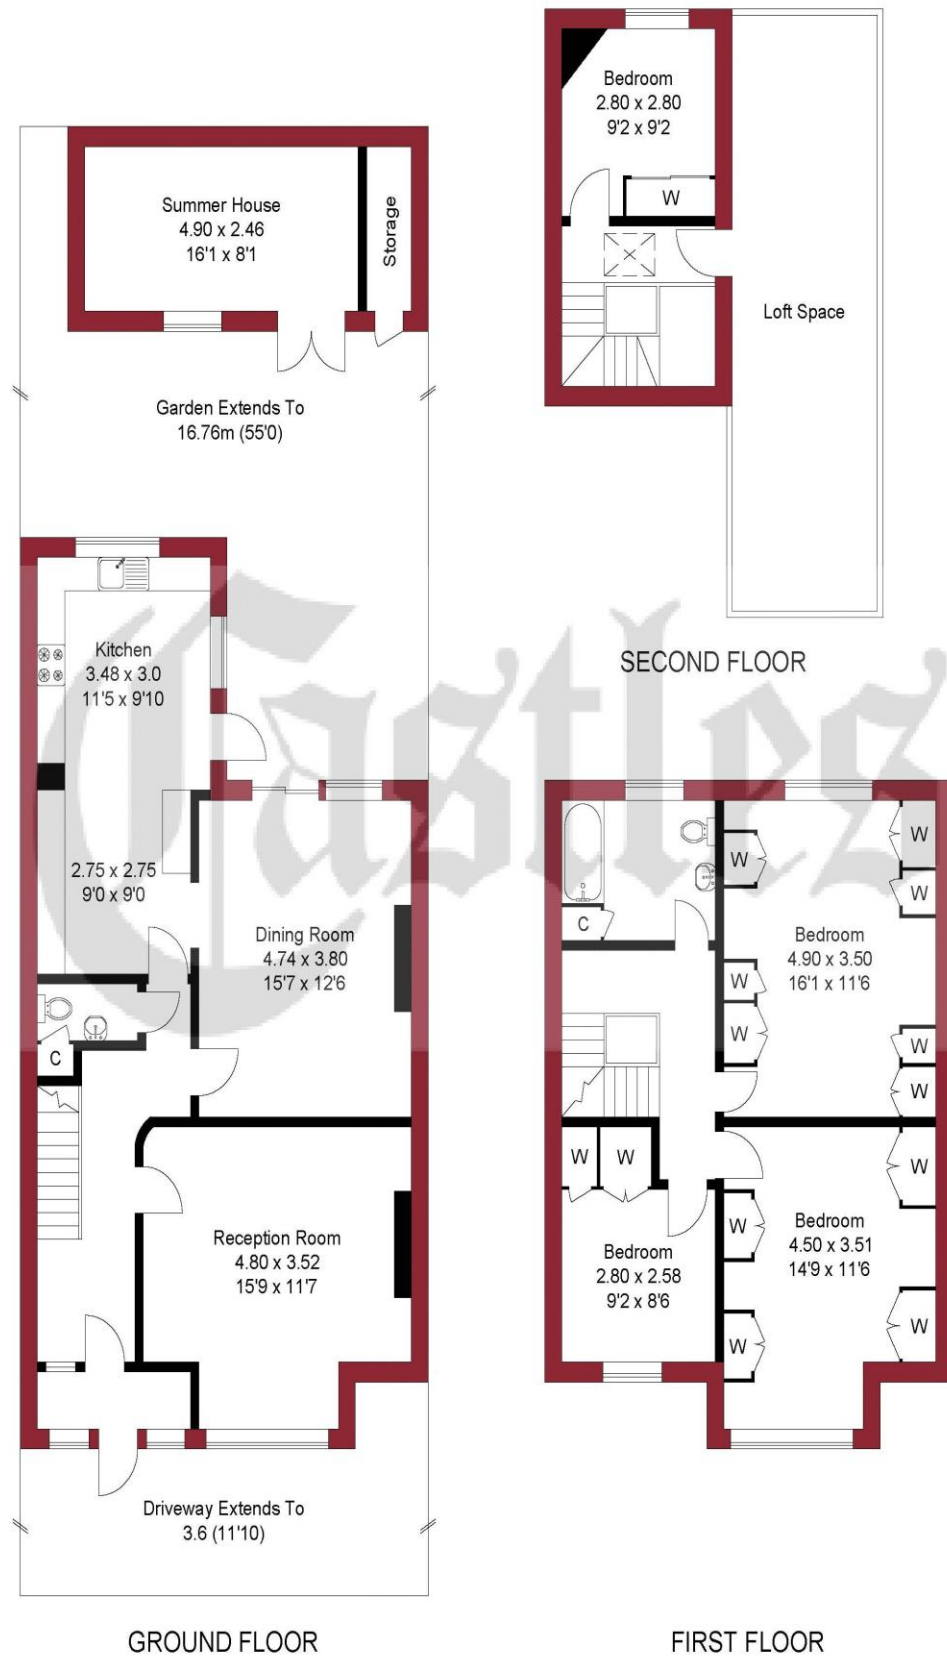 Bedroom
2.80 x 2.80
9'2 x 9'2
W
Loft Space
SECOND FLOOR
Summer House
4.90 x 2.46
16'1 x 8'1
Storage
Garden Extends To
16.76m (55'0)
Kitchen
3.48 x 3.0
11'5 x 9'10
2.75 x 2.75
9'0 x 9'0
Dining Room
4.74 x 3.80
15'7 x 12'6
C
Reception Room
4.80 x 3.52
15'9 x 11'7
Driveway Extends To
3.6 (11'10)
GROUND FLOOR
C
W
W
W
Bedroom
4.90 x 3.50
16'1 x 11'6
W
W
W
W
W
W
W
W
Bedroom
4.50 x 3.51
14'9 x 11'6
Bedroom
2.80 x 2.58
9'2 x 8'6
W
W
FIRST FLOOR
Castles